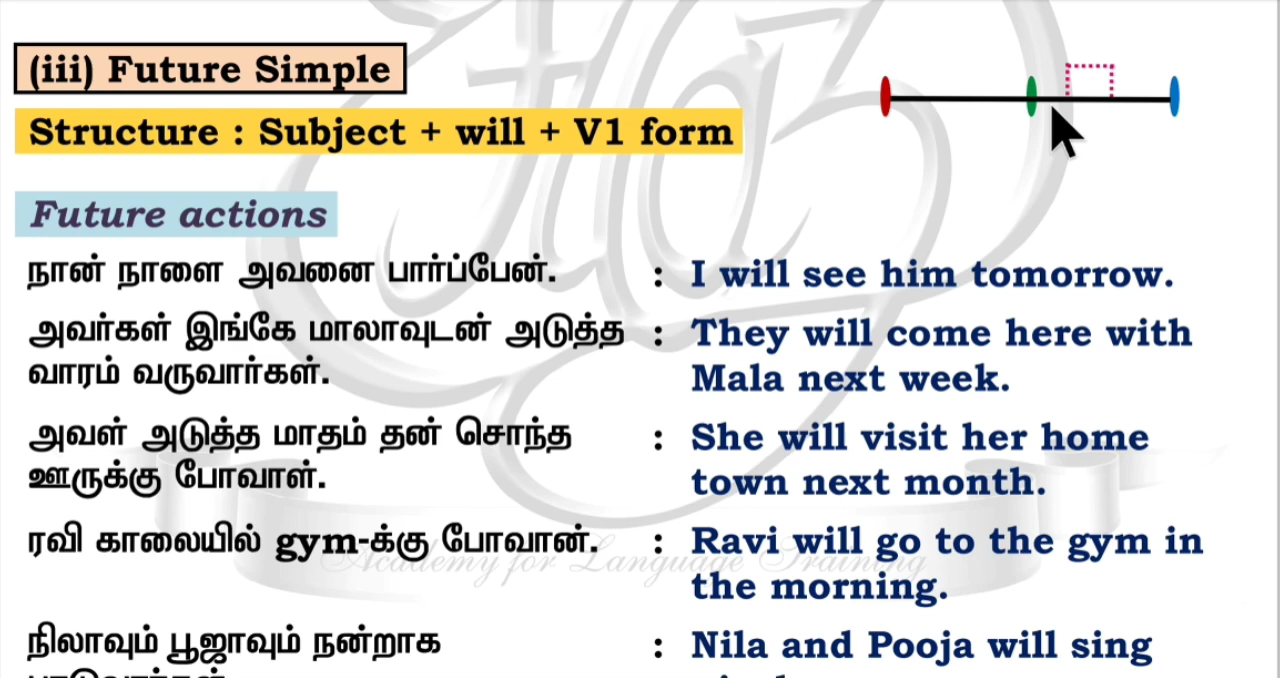 (iii) Future Simple
Structure : Subject + will + V1 form
Future actions
நான் நாளை அவனை பார்ப்பேன். : I will see him tomorrow.
அவர்கள் இங்கே மாலாவுடன் அடுத்த : They will come here with
வாரம் வருவார்கள். Mala next week.
அவள் அடுத்த மாதம் தன் சொந்த : She will visit her home
ஊருக்கு போவாள். town next month.
ரவி காலையில் gym-க்கு போவான். : Ravi will go to the gym in
Academy for Language Training
the morning.
நிலாவும் பூஜாவும் நன்றாக : Nila and Pooja will sing